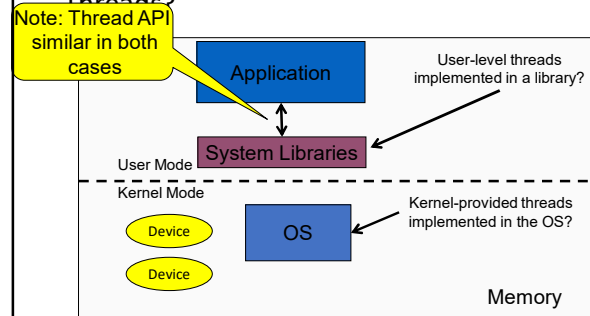 Threads?
Note: Thread API
similar in both
cases
Application
User-level threads
implemented in a library?
System Libraries
User Mode
Kernel Mode
Kernel-provided threads
implemented in the OS?
Device
OS
Device
Memory